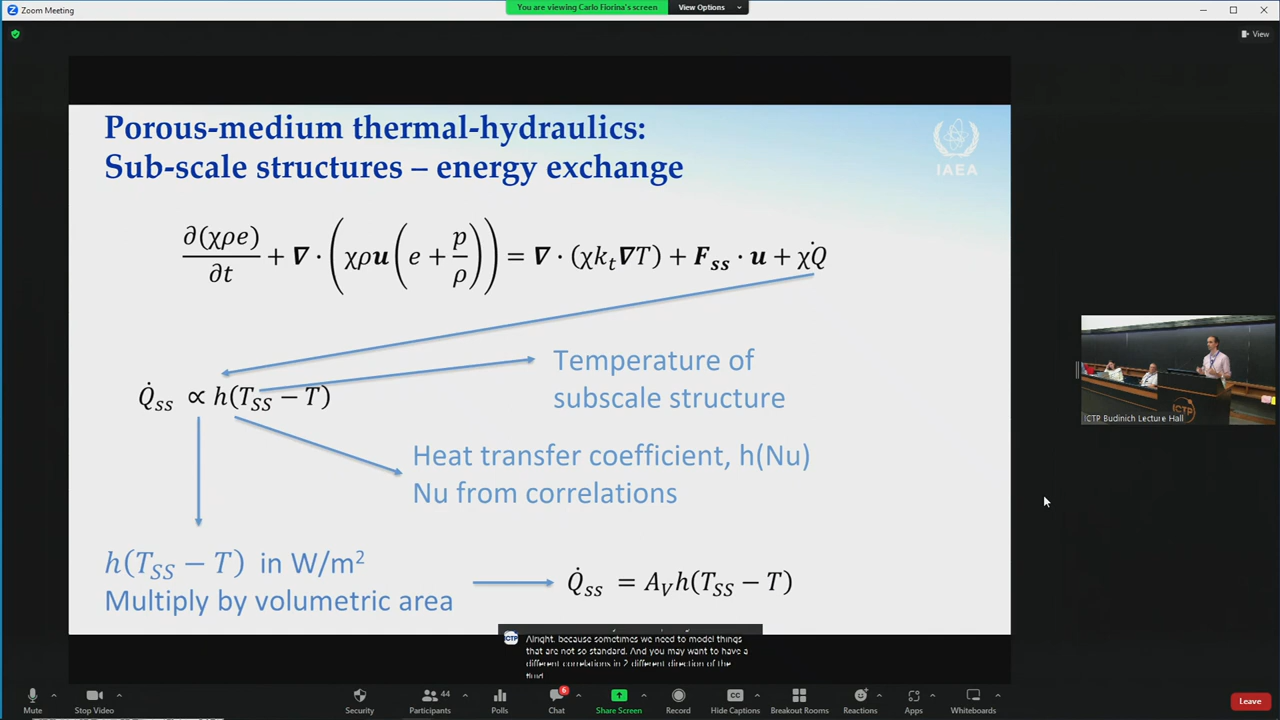 Zoom Meeting
You are viewing Carlo Fiorina's screen
View Options
View
Porous-medium thermal-hydraulics:
Sub-scale structures – energy exchange
IAEA
∂(χρe)/∂t + ∇ · (χρu(e + p/ρ)) = ∇ · (χk_t∇T) + F_ss · u + χQ̇
Temperature of
subscale structure
Q̇_ss ∝ h(T_SS − T)
Heat transfer coefficient, h(Nu)
Nu from correlations
h(T_SS − T) in W/m²
Multiply by volumetric area
Q̇_ss = A_V h(T_SS − T)
ICTP
ICTP Budinich Lecture Hall
ICTP
Alright, because sometimes we need to model things
that are not so standard. And you may want to have a
different correlations in 2 different direction of the
fluid
Mute
Stop Video
Security
44
Participants
Polls
6
Chat
Share Screen
Record
CC
Hide Captions
Breakout Rooms
Reactions
Apps
Whiteboards
Leave